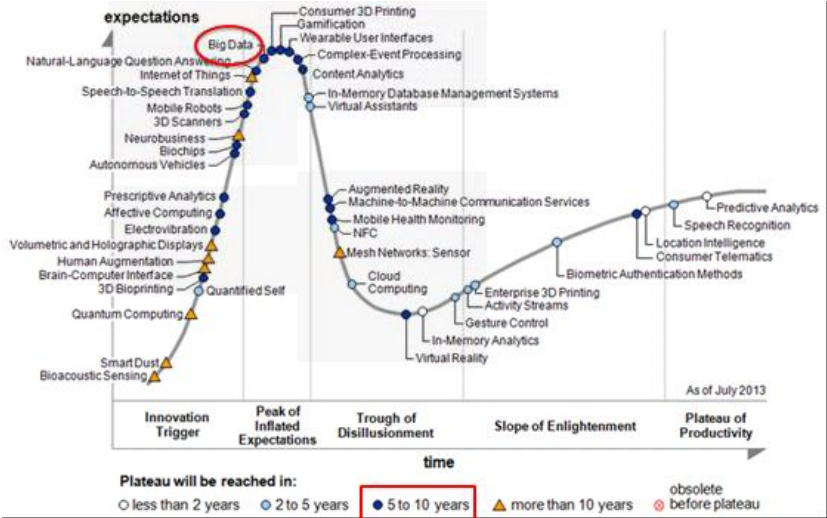 expectations
Consumer 3D Printing
Gamification
Big Data
Wearable User Interfaces
Natural-Language Question Answering
Complex-Event Processing
Internet of Things
Content Analytics
Speech-to-Speech Translation
In-Memory Database Management Systems
Mobile Robots
Virtual Assistants
3D Scanners
Neurobusiness
Biochips
Autonomous Vehicles
Augmented Reality
Prescriptive Analytics
Machine-to-Machine Communication Services
Predictive Analytics
Affective Computing
Mobile Health Monitoring
Speech Recognition
Electrovibration
NFC
Location Intelligence
Volumetric and Holographic Displays
Mesh Networks: Sensor
Consumer Telematics
Human Augmentation
Brain-Computer Interface
Cloud
Computing
Biometric Authentication Methods
3D Bioprinting
Quantified Self
Enterprise 3D Printing
Activity Streams
Quantum Computing
Gesture Control
In-Memory Analytics
Virtual Reality
Smart Dust
Bioacoustic Sensing
As of July 2013
Innovation
Trigger
Peak of
Inflated
Expectations
Trough of
Disillusionment
Slope of Enlightenment
Plateau of
Productivity
time
Plateau will be reached in:
less than 2 years
2 to 5 years
5 to 10 years
more than 10 years
obsolete
before plateau